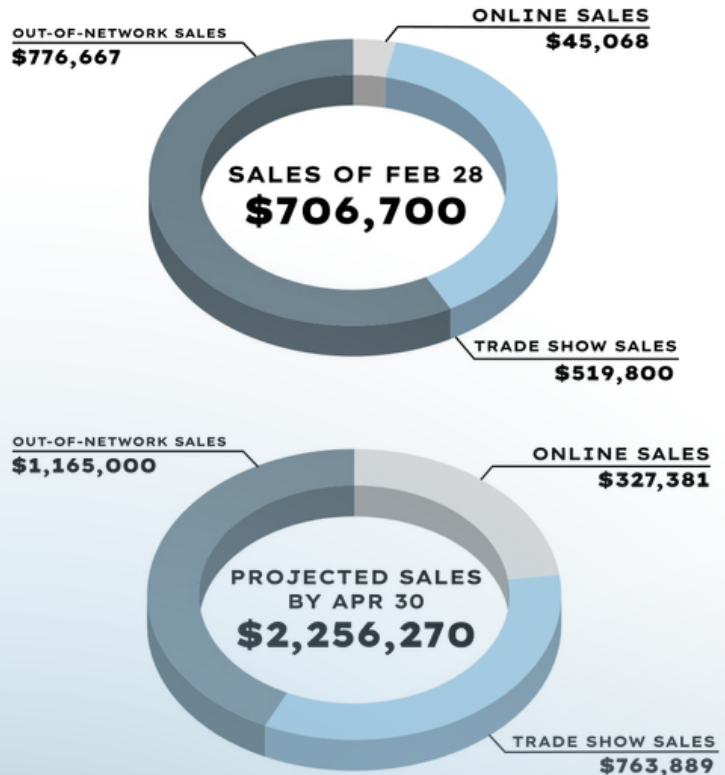 OUT-OF-NETWORK SALES
$776,667
ONLINE SALES
$45,068
SALES OF FEB 28
$706,700
TRADE SHOW SALES
$519,800
OUT-OF-NETWORK SALES
$1,165,000
ONLINE SALES
$327,381
PROJECTED SALES
BY APR 30
$2,256,270
TRADE SHOW SALES
$763,889